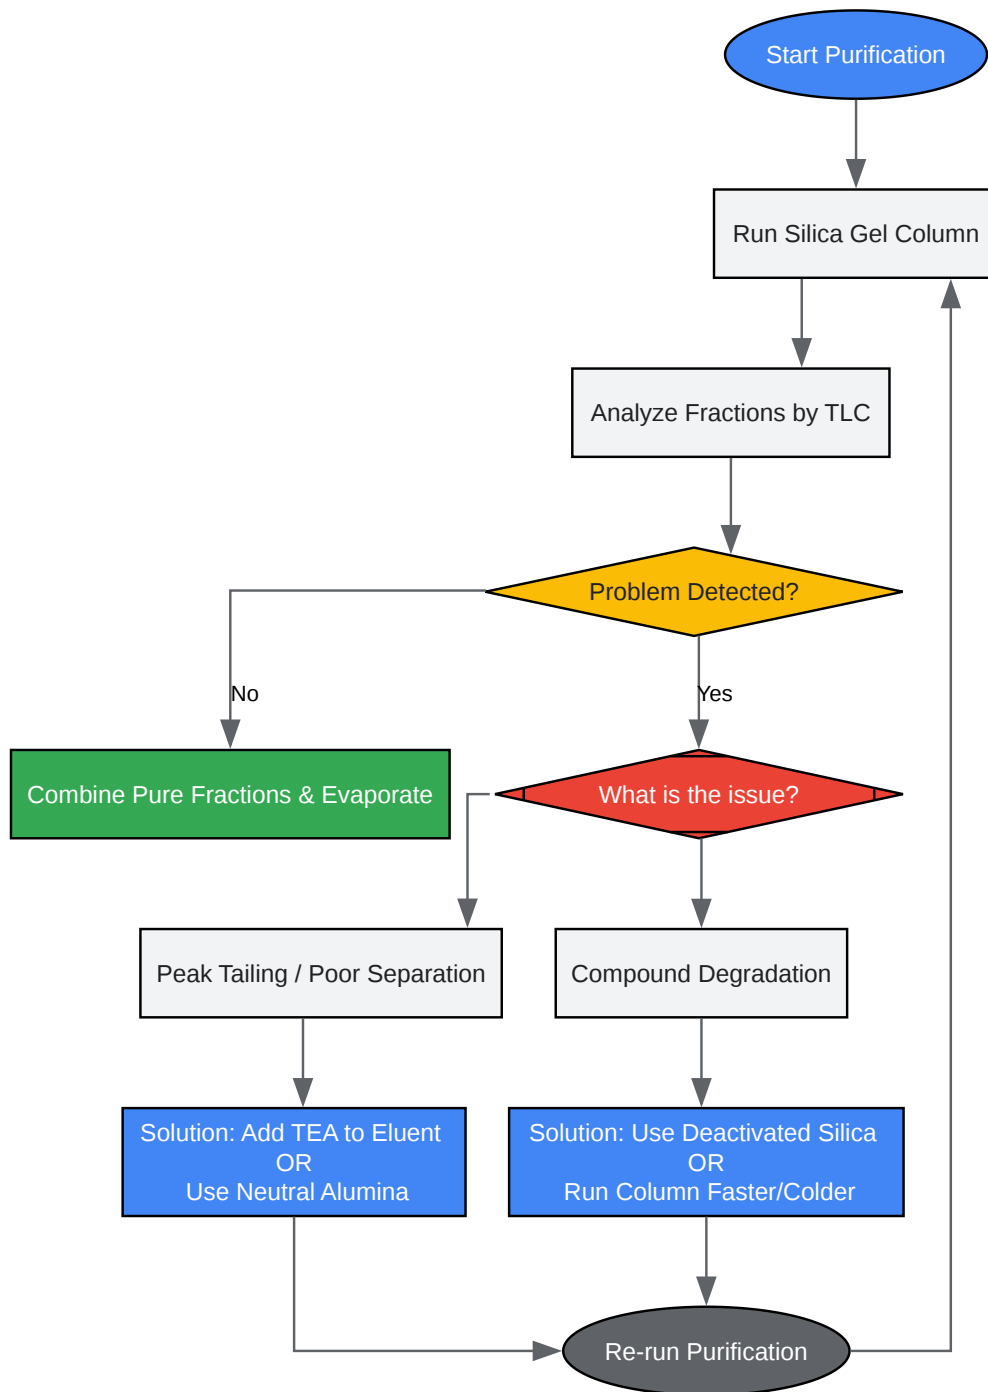 Start Purification
Run Silica Gel Column
Analyze Fractions by TLC
Problem Detected?
No
Yes
Combine Pure Fractions & Evaporate
What is the issue?
Peak Tailing / Poor Separation
Compound Degradation
Solution: Add TEA to Eluent
OR
Use Neutral Alumina
Solution: Use Deactivated Silica
OR
Run Column Faster/Colder
Re-run Purification